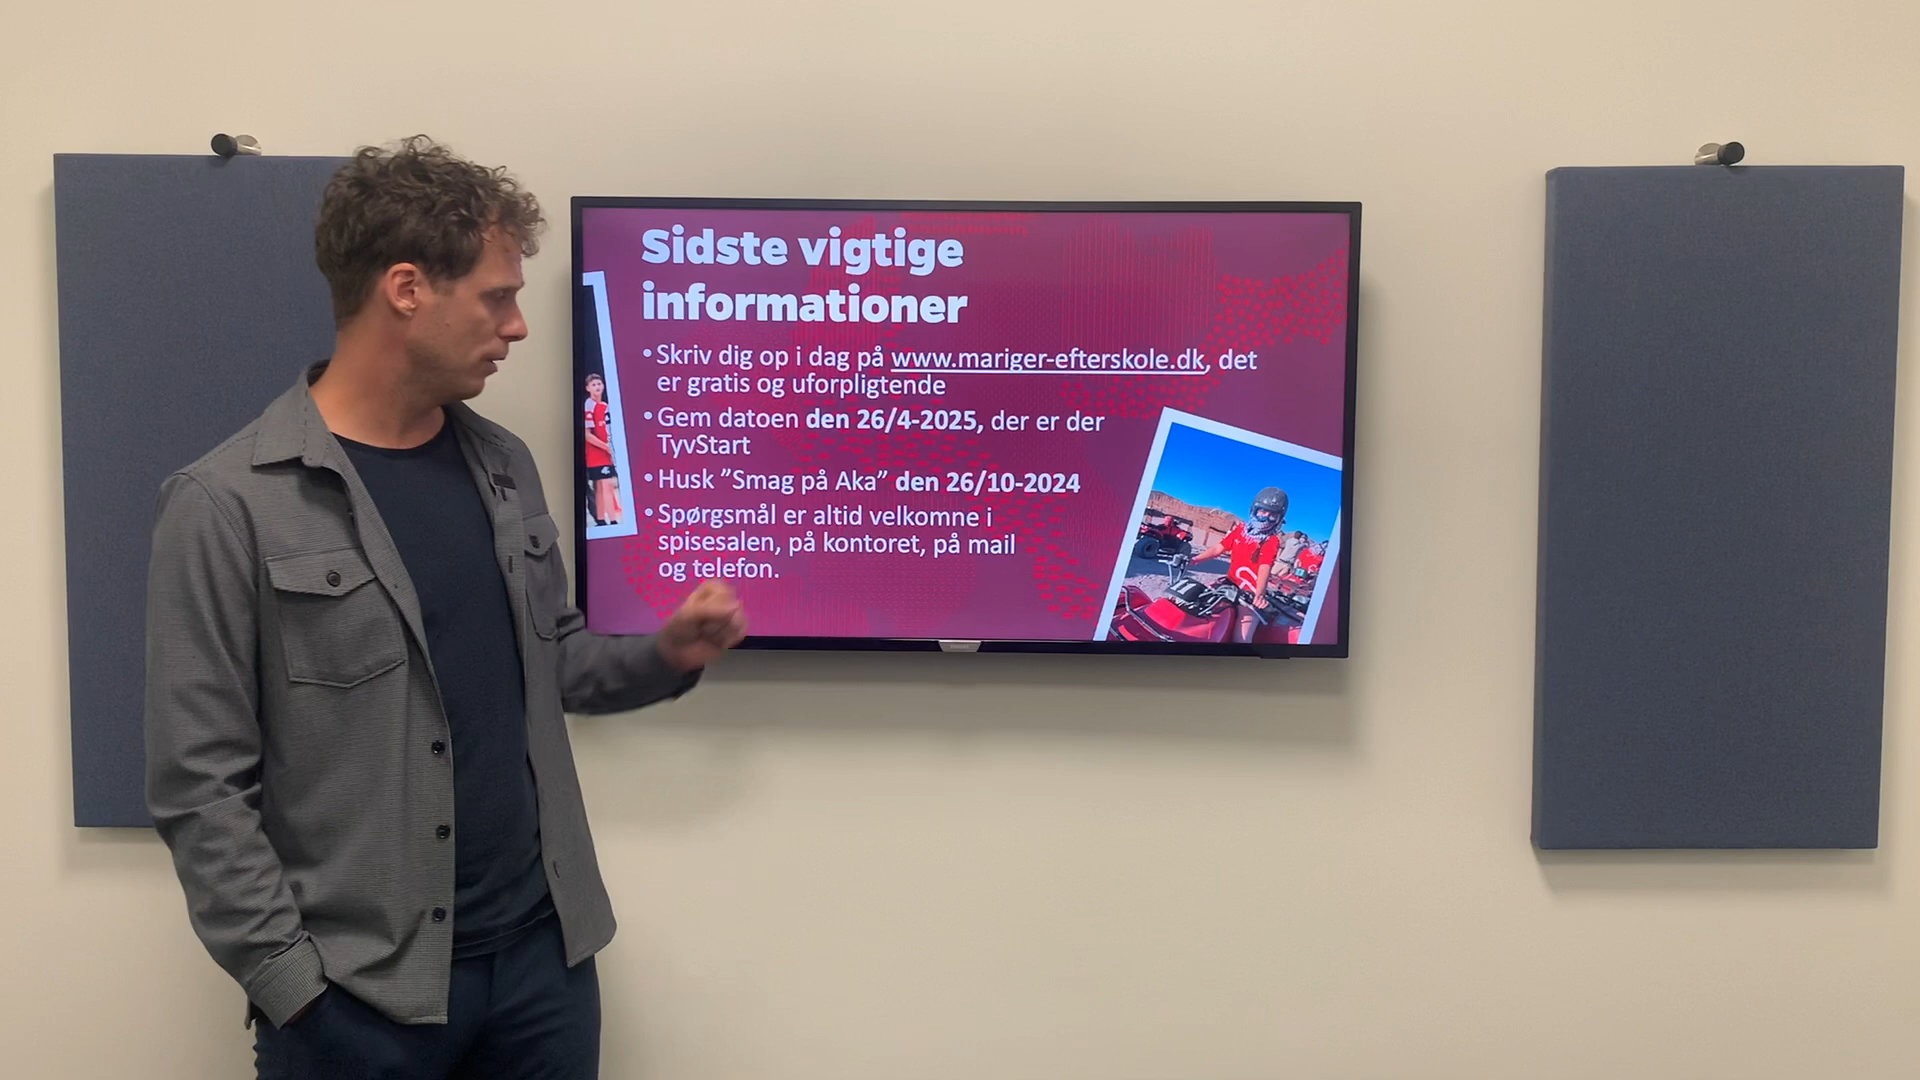 Sidste vigtige
informationer
•Skriv dig op i dag på www.mariger-efterskole.dk, det
er gratis og uforpligtende
•Gem datoen den 26/4-2025, der er der
TyvStart
•Husk ”Smag på Aka” den 26/10-2024
•Spørgsmål er altid velkomne i
spisesalen, på kontoret, på mail
og telefon.